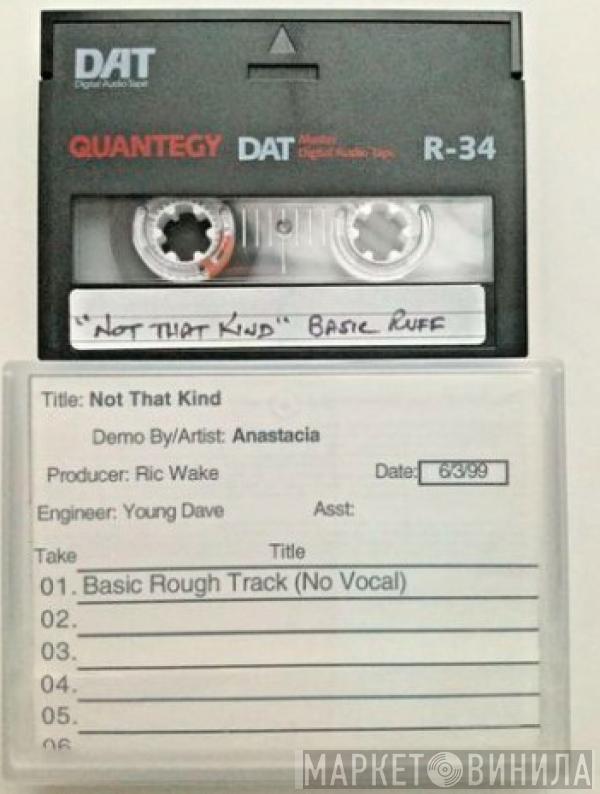 DAT
Digital Audio Tape
QUANTEGY DAT Master Digital Audio Tape R-34
"NOT THAT KIND" BASIC RUFF
Title: Not That Kind
Demo By/Artist: Anastacia
Producer: Ric Wake Date: 6/3/99
Engineer: Young Dave Asst:
Take Title
01. Basic Rough Track (No Vocal)
02.
03.
04.
05.
06
МАРКЕТ ВИНИЛА